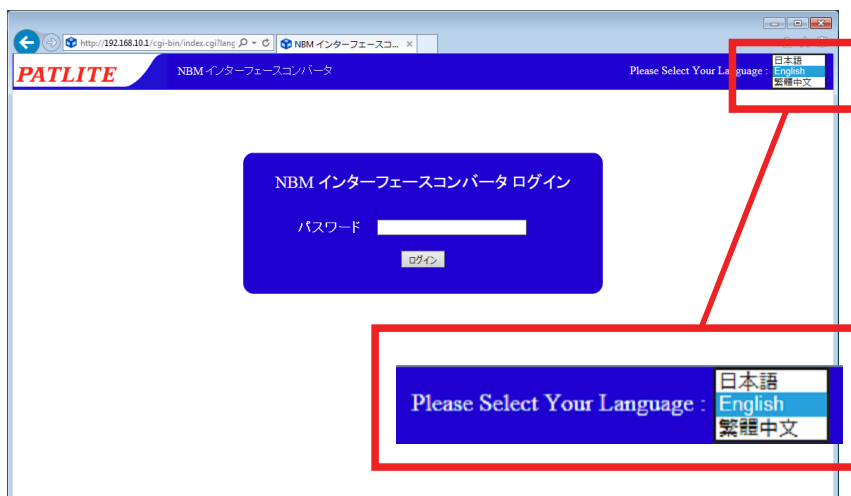 http://192.168.10.1/cgi-bin/index.cgi?lang
NBM インターフェースコ...
PATLITE
NBM インターフェースコンバータ
Please Select Your Language :
日本語
English
繁體中文
NBM インターフェースコンバータ ログイン
パスワード
ログイン
Please Select Your Language :
日本語
English
繁體中文